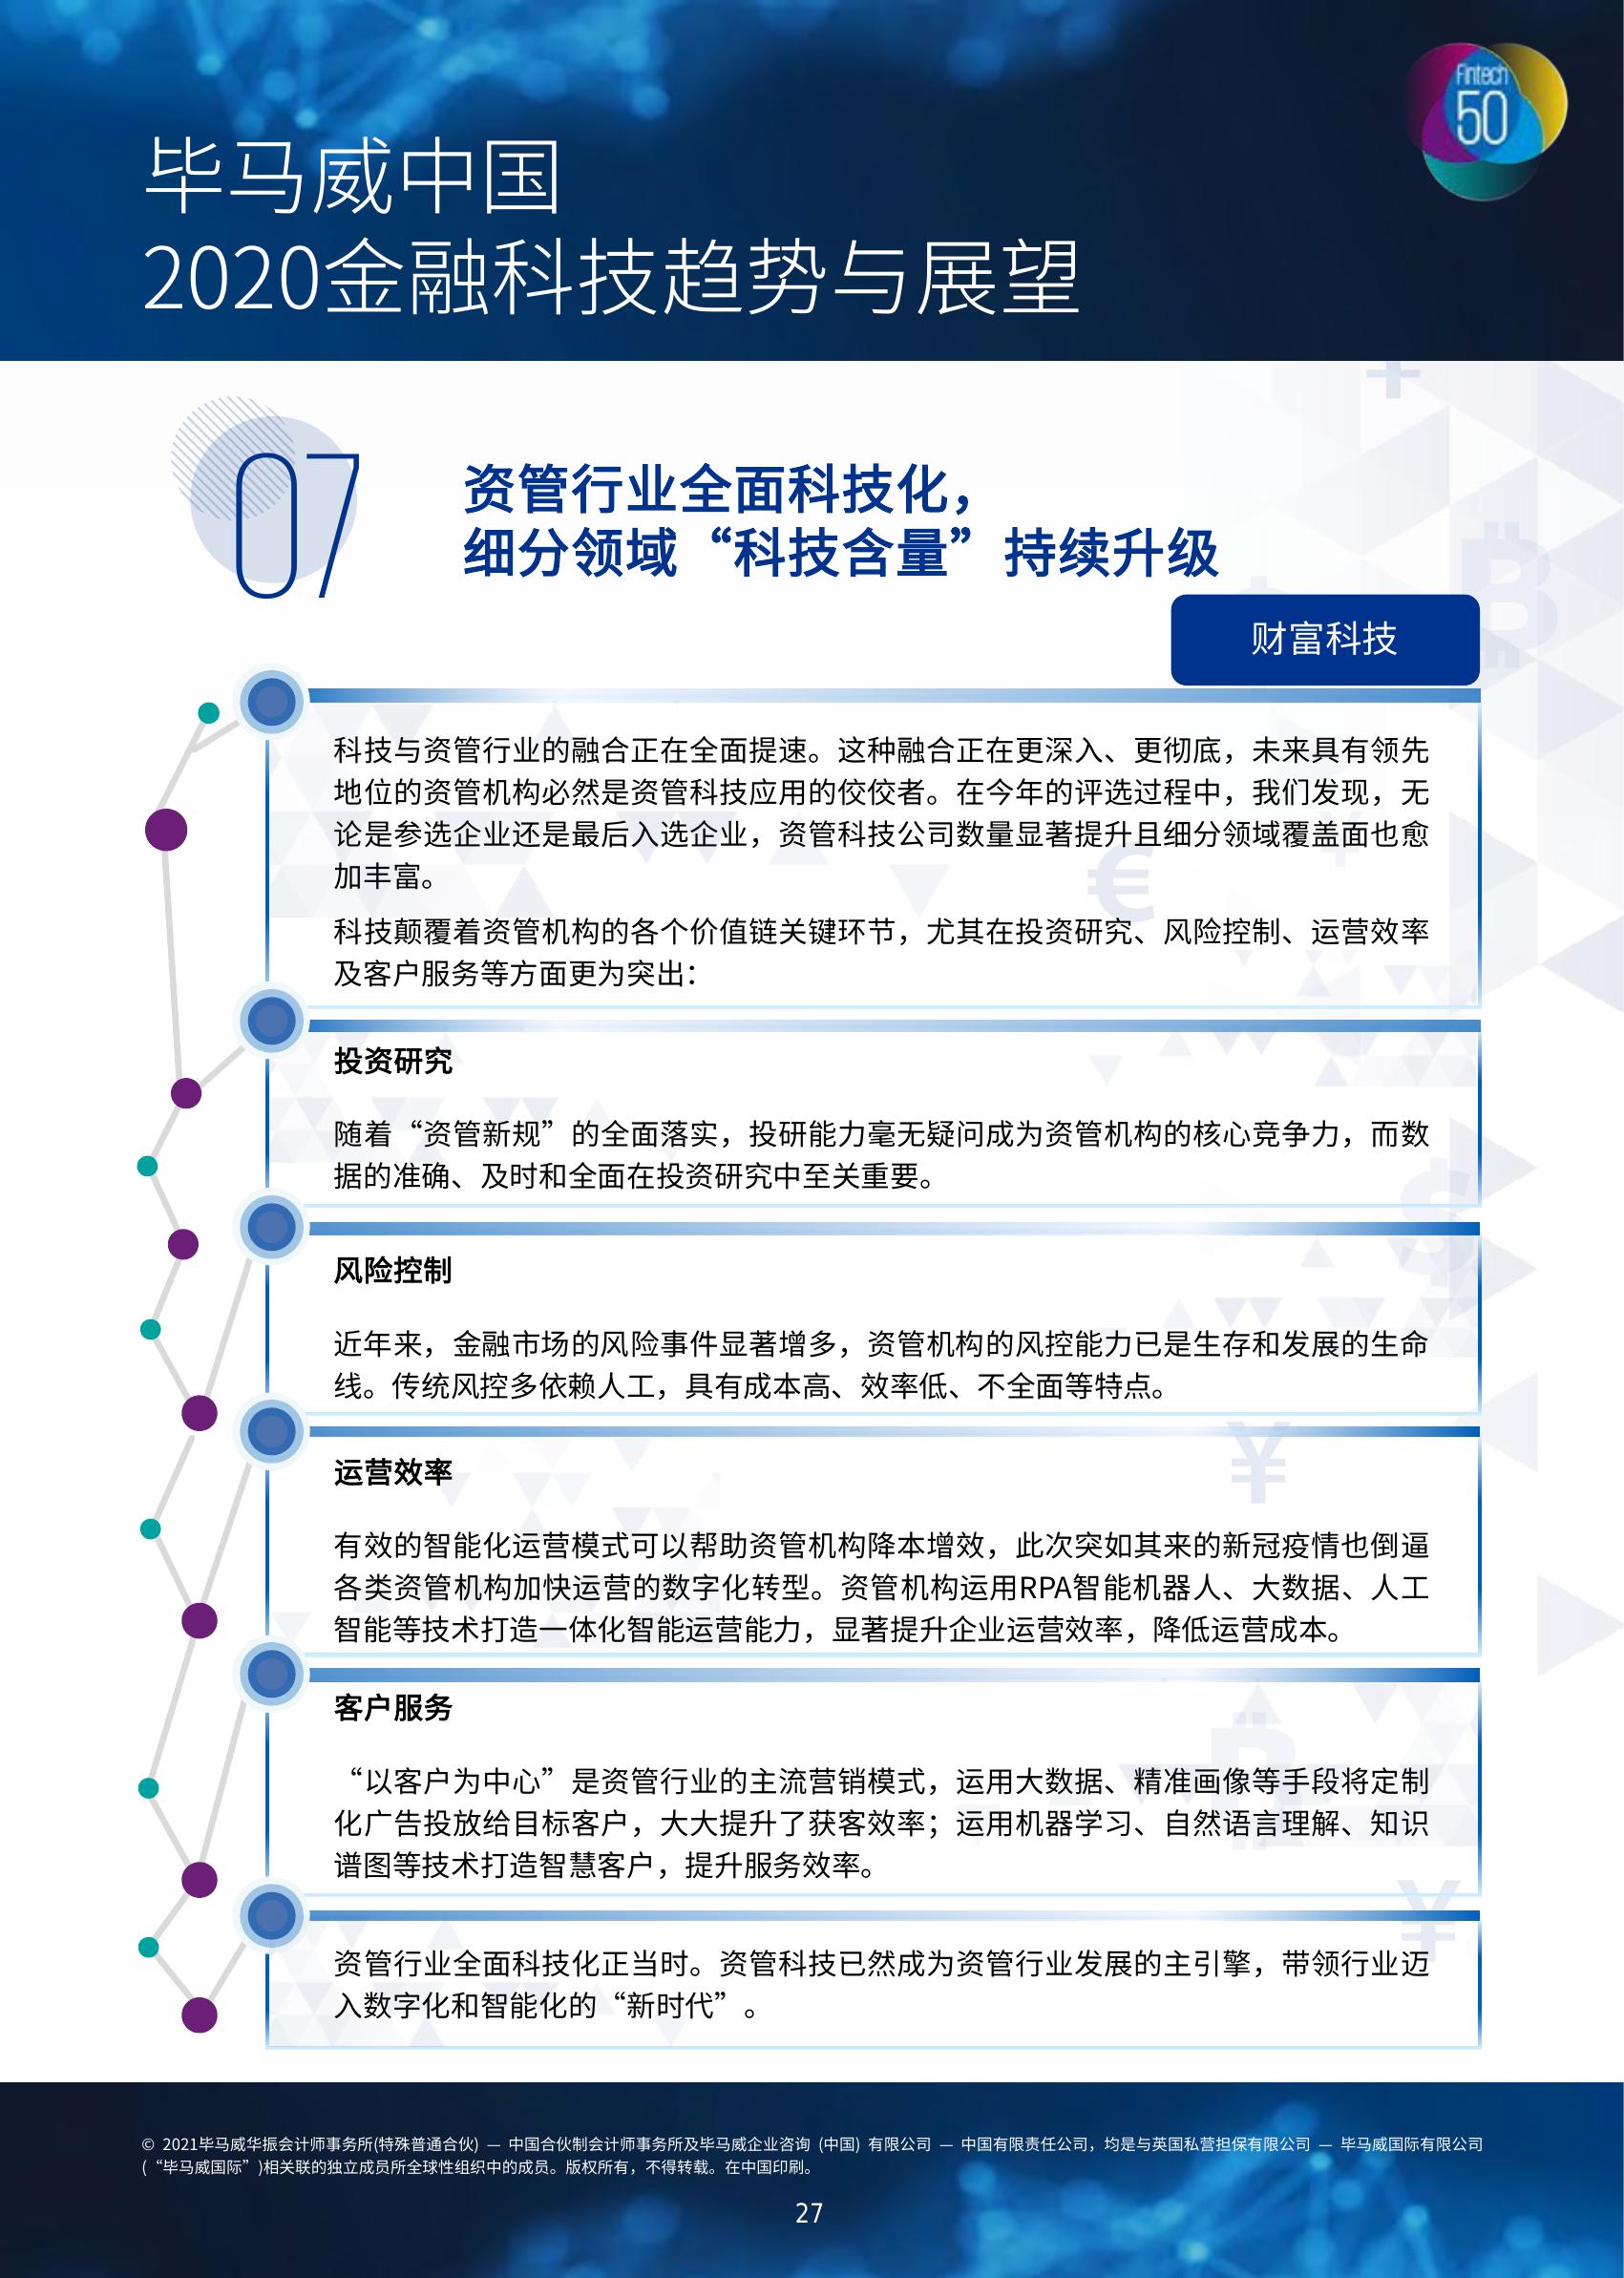 Fintech
50
毕马威中国
2020金融科技趋势与展望
07
资管行业全面科技化，
细分领域“科技含量”持续升级
财富科技
科技与资管行业的融合正在全面提速。这种融合正在更深入、更彻底，未来具有领先
地位的资管机构必然是资管科技应用的佼佼者。在今年的评选过程中，我们发现，无
论是参选企业还是最后入选企业，资管科技公司数量显著提升且细分领域覆盖面也愈
加丰富。
科技颠覆着资管机构的各个价值链关键环节，尤其在投资研究、风险控制、运营效率
及客户服务等方面更为突出：
投资研究
随着“资管新规”的全面落实，投研能力毫无疑问成为资管机构的核心竞争力，而数
据的准确、及时和全面在投资研究中至关重要。
风险控制
近年来，金融市场的风险事件显著增多，资管机构的风控能力已是生存和发展的生命
线。传统风控多依赖人工，具有成本高、效率低、不全面等特点。
运营效率
有效的智能化运营模式可以帮助资管机构降本增效，此次突如其来的新冠疫情也倒逼
各类资管机构加快运营的数字化转型。资管机构运用RPA智能机器人、大数据、人工
智能等技术打造一体化智能运营能力，显著提升企业运营效率，降低运营成本。
客户服务
“以客户为中心”是资管行业的主流营销模式，运用大数据、精准画像等手段将定制
化广告投放给目标客户，大大提升了获客效率；运用机器学习、自然语言理解、知识
谱图等技术打造智慧客户，提升服务效率。
资管行业全面科技化正当时。资管科技已然成为资管行业发展的主引擎，带领行业迈
入数字化和智能化的“新时代”。
© 2021毕马威华振会计师事务所(特殊普通合伙) — 中国合伙制会计师事务所及毕马威企业咨询 (中国) 有限公司 — 中国有限责任公司，均是与英国私营担保有限公司 — 毕马威国际有限公司
(“毕马威国际”)相关联的独立成员所全球性组织中的成员。版权所有，不得转载。在中国印刷。
27